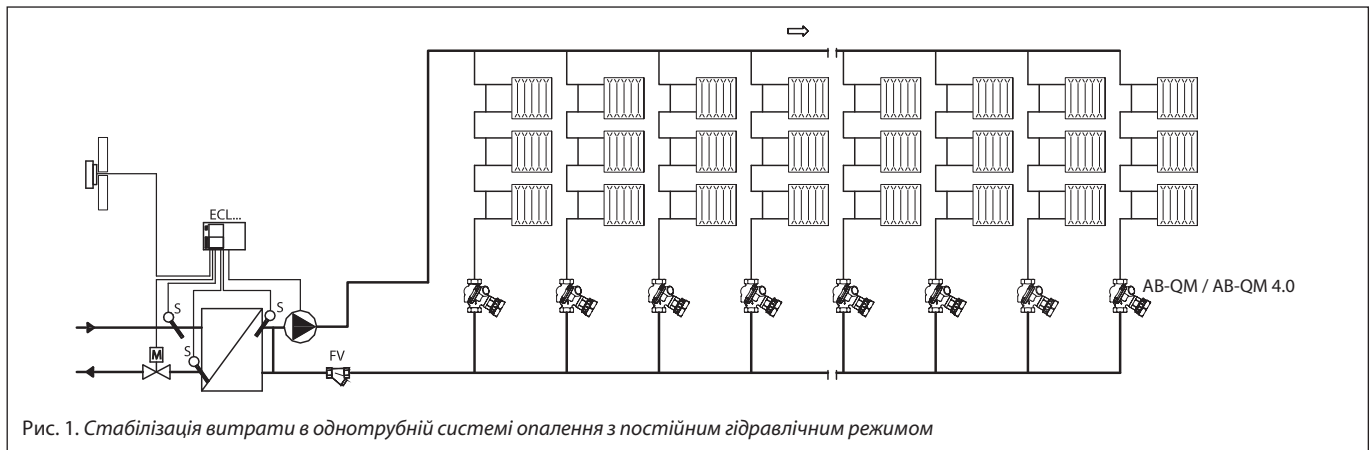 ECL...
S
S
S
M
FV
AB-QM / AB-QM 4.0
Рис. 1. Стабілізація витрати в однотрубній системі опалення з постійним гідравлічним режимом